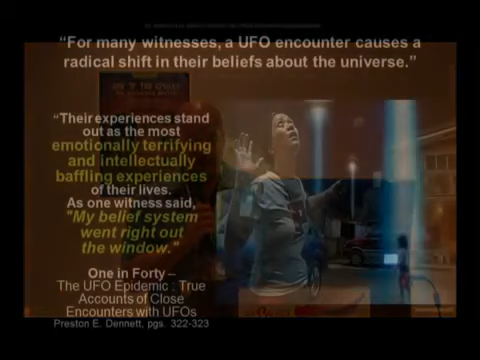 “For many witnesses, a UFO encounter causes a
radical shift in their beliefs about the universe.”
“Their experiences stand
out as the most
emotionally terrifying
and intellectually
baffling experiences
of their lives.
As one witness said,
"My belief system
went right out
the window."
One in Forty –
The UFO Epidemic : True
Accounts of Close
Encounters with UFOs
Preston E. Dennett, pgs. 322-323